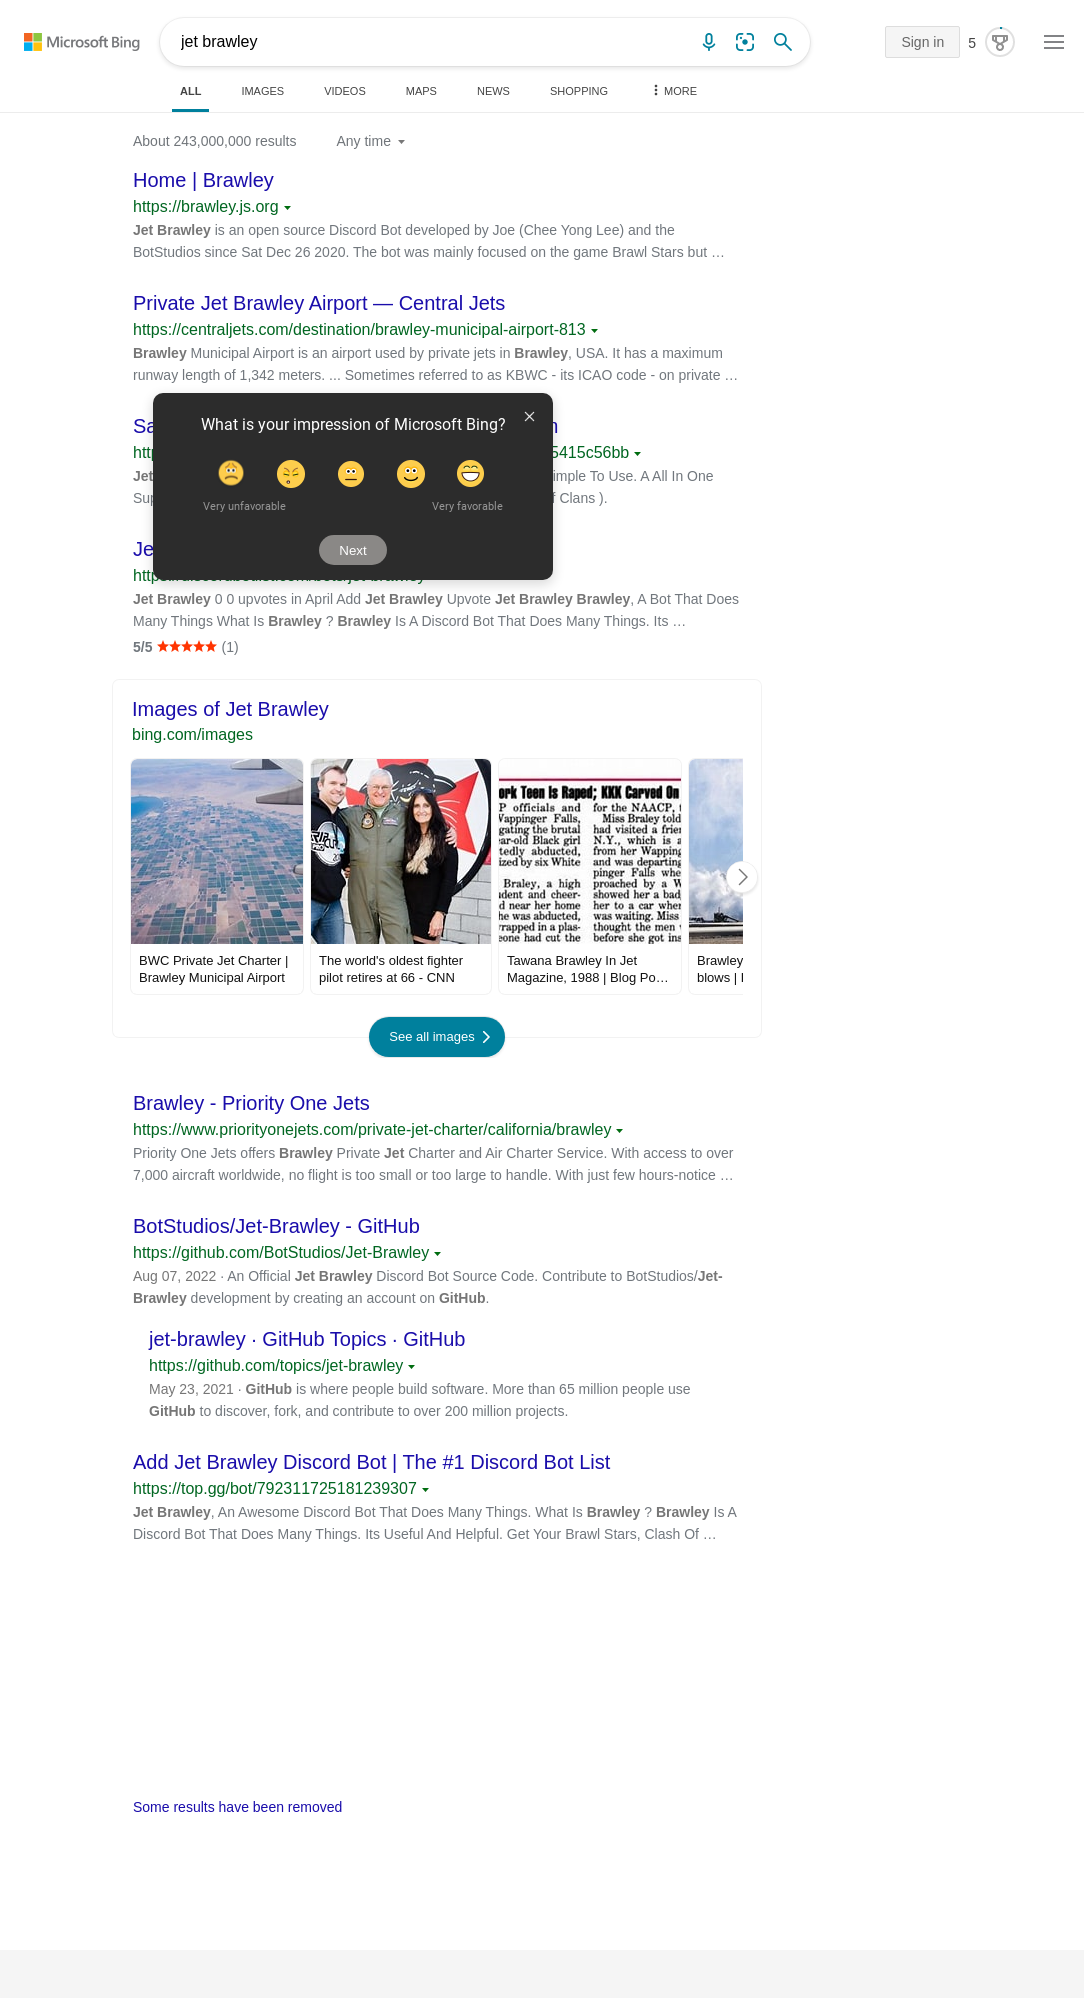 Microsoft Bing
jet brawley
Sign in
5
ALL
IMAGES
VIDEOS
MAPS
NEWS
SHOPPING
MORE
About 243,000,000 results
Any time
Home | Brawley
https://brawley.js.org
Jet Brawley is an open source Discord Bot developed by Joe (Chee Yong Lee) and the
BotStudios since Sat Dec 26 2020. The bot was mainly focused on the game Brawl Stars but …
Private Jet Brawley Airport — Central Jets
https://centraljets.com/destination/brawley-municipal-airport-813
Brawley Municipal Airport is an airport used by private jets in Brawley, USA. It has a maximum
runway length of 1,342 meters. ... Sometimes referred to as KBWC - its ICAO code - on private …
What is your impression of Microsoft Bing?
Very unfavorable
Very favorable
Next
5415c56bb
Jet
imple To Use. A All In One
Sup
f Clans ).
Je
Jet Brawley 0 0 upvotes in April Add Jet Brawley Upvote Jet Brawley Brawley, A Bot That Does
Many Things What Is Brawley ? Brawley Is A Discord Bot That Does Many Things. Its …
5/5 ★★★★★ (1)
Images of Jet Brawley
bing.com/images
ork Teen Is Raped; KKK Carved On
P officials and
Wappinger Falls,
gating the brutal
ear-old Black girl
tedly abducted,
ized by six White
Braley, a high
udent and cheer-
d near her home
he was abducted,
wrapped in a plas-
eone had cut the
for the NAACP,
Miss Braley told
had visited a frie
N.Y., which is a
from her Wapping
and was departing
pinger Falls whe
proached by a W
showed her a bad
her to a car when
was waiting. Miss
thought the men
before she got ins
BWC Private Jet Charter |
Brawley Municipal Airport
The world's oldest fighter
pilot retires at 66 - CNN
Tawana Brawley In Jet
Magazine, 1988 | Blog Po…
Brawley
blows |
See all images
Brawley - Priority One Jets
https://www.priorityonejets.com/private-jet-charter/california/brawley
Priority One Jets offers Brawley Private Jet Charter and Air Charter Service. With access to over
7,000 aircraft worldwide, no flight is too small or too large to handle. With just few hours-notice …
BotStudios/Jet-Brawley - GitHub
https://github.com/BotStudios/Jet-Brawley
Aug 07, 2022 · An Official Jet Brawley Discord Bot Source Code. Contribute to BotStudios/Jet-
Brawley development by creating an account on GitHub.
jet-brawley · GitHub Topics · GitHub
https://github.com/topics/jet-brawley
May 23, 2021 · GitHub is where people build software. More than 65 million people use
GitHub to discover, fork, and contribute to over 200 million projects.
Add Jet Brawley Discord Bot | The #1 Discord Bot List
https://top.gg/bot/792311725181239307
Jet Brawley, An Awesome Discord Bot That Does Many Things. What Is Brawley ? Brawley Is A
Discord Bot That Does Many Things. Its Useful And Helpful. Get Your Brawl Stars, Clash Of …
Some results have been removed